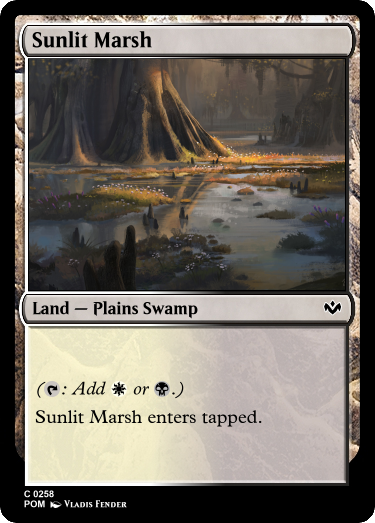 Sunlit Marsh
Land — Plains Swamp
(: Add or .)
Sunlit Marsh enters tapped.
C 0258
POM Vladis Fender